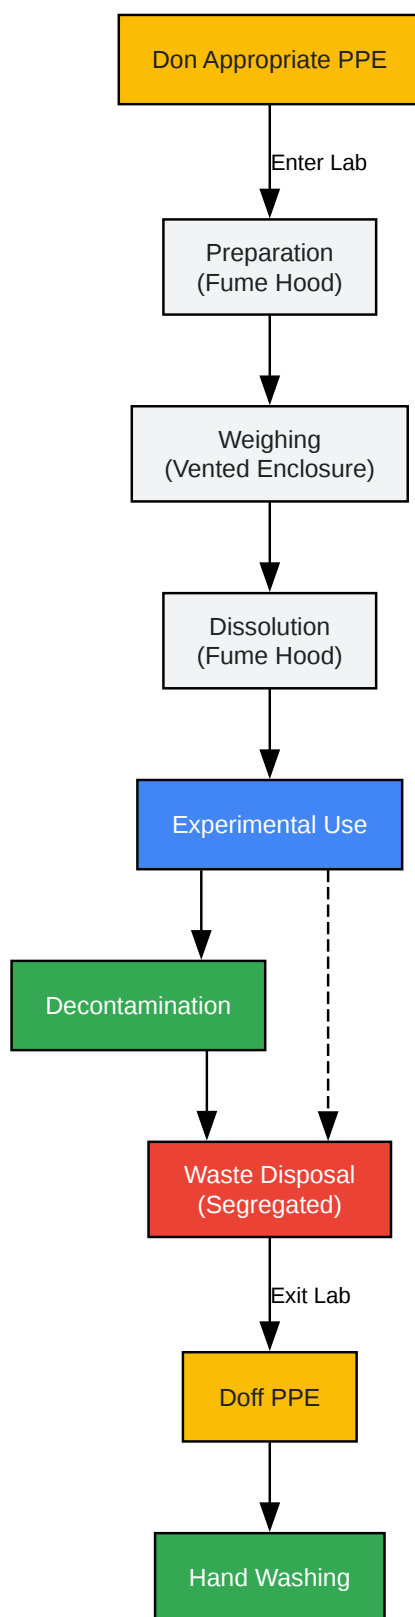 Don Appropriate PPE
Enter Lab
Preparation
(Fume Hood)
Weighing
(Vented Enclosure)
Dissolution
(Fume Hood)
Experimental Use
Decontamination
Waste Disposal
(Segregated)
Exit Lab
Doff PPE
Hand Washing